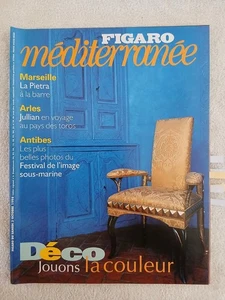 FIGARO
méditerranée
Marseille
La Pietra
à la barre
Arles
Jullian en voyage
au pays des toros
Antibes
Les plus
belles photos du
Festival de l'image
sous-marine
Déco
Jouons la couleur